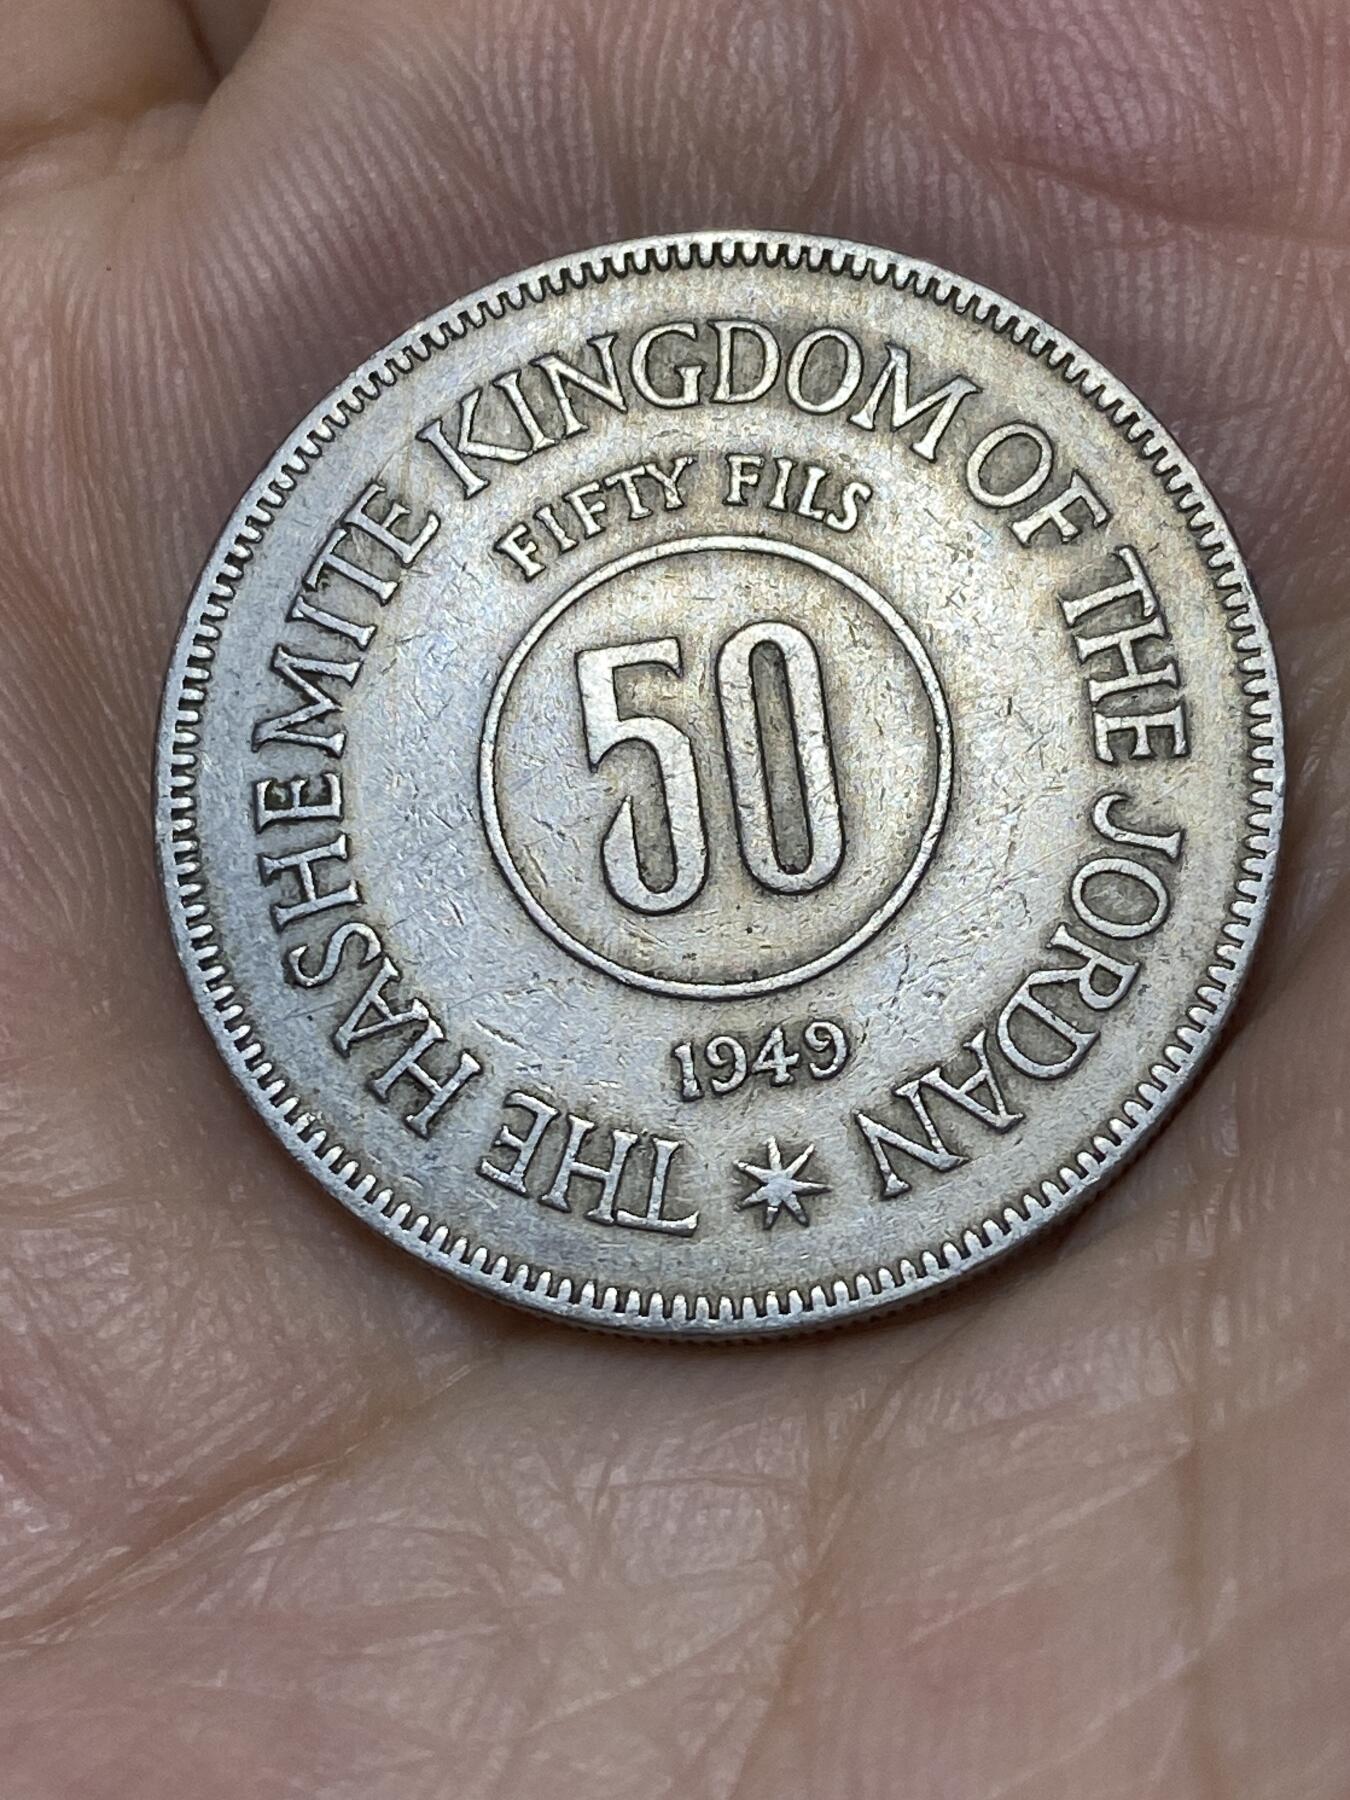 THE HASHEMITE KINGDOM OF THE JORDAN
FIFTY FILS
50
1949